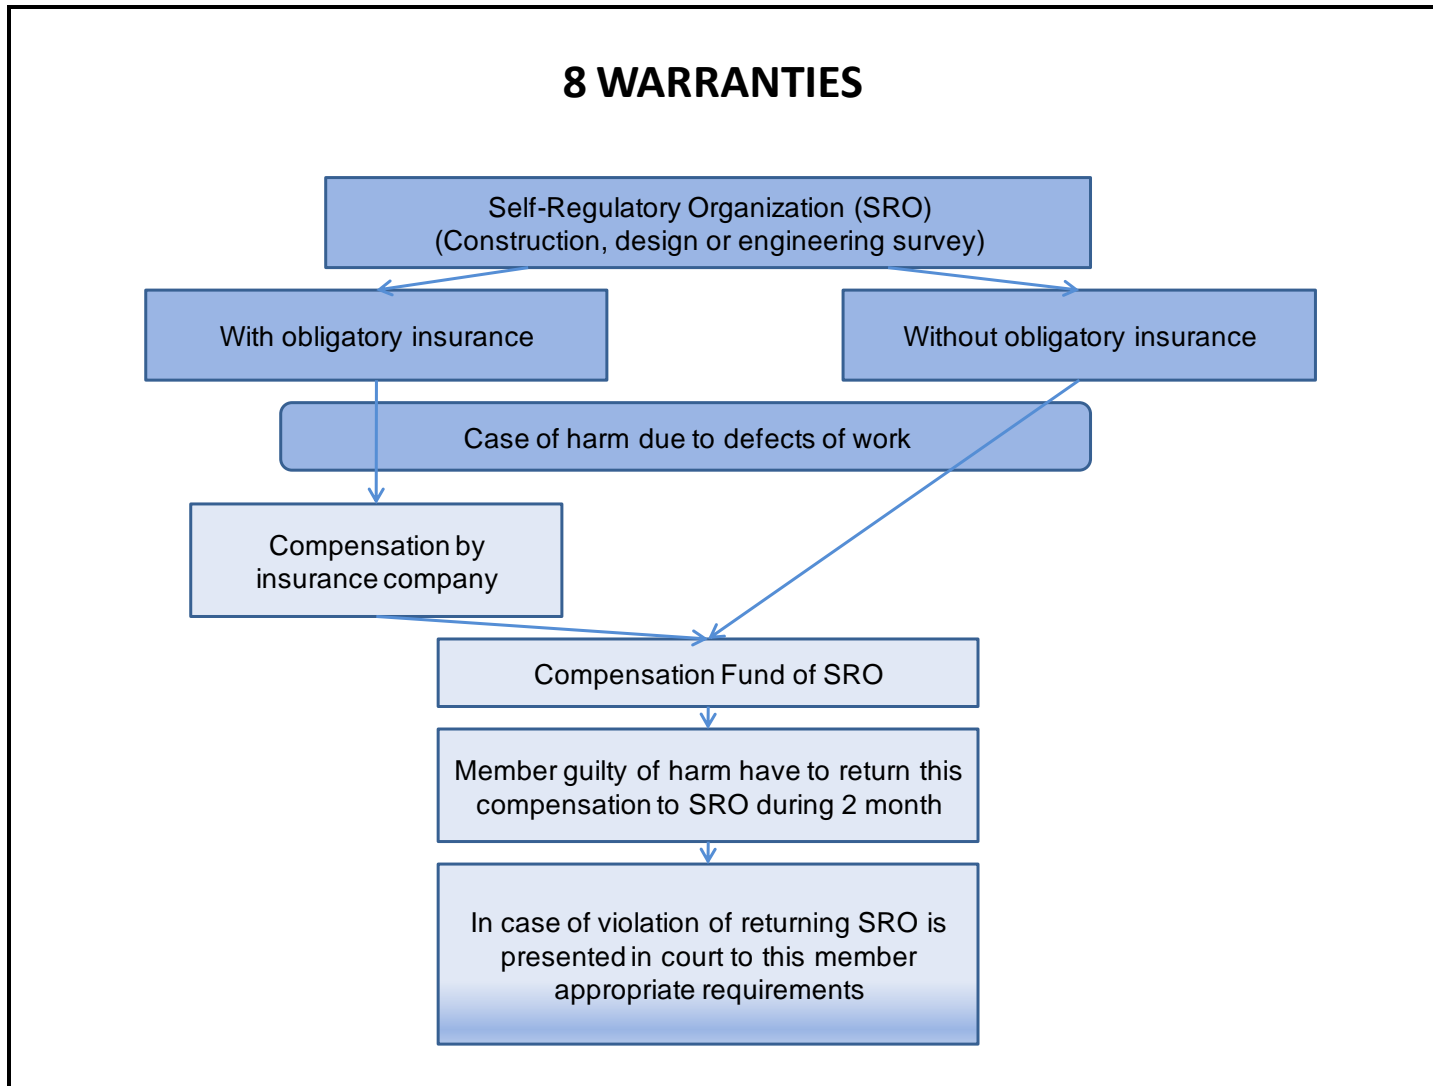 8 WARRANTIES
Self-Regulatory Organization (SRO)
(Construction, design or engineering survey)
With obligatory insurance
Without obligatory insurance
Case of harm due to defects of work
Compensation by
insurance company
Compensation Fund of SRO
Member guilty of harm have to return this
compensation to SRO during 2 month
In case of violation of returning SRO is
presented in court to this member
appropriate requirements